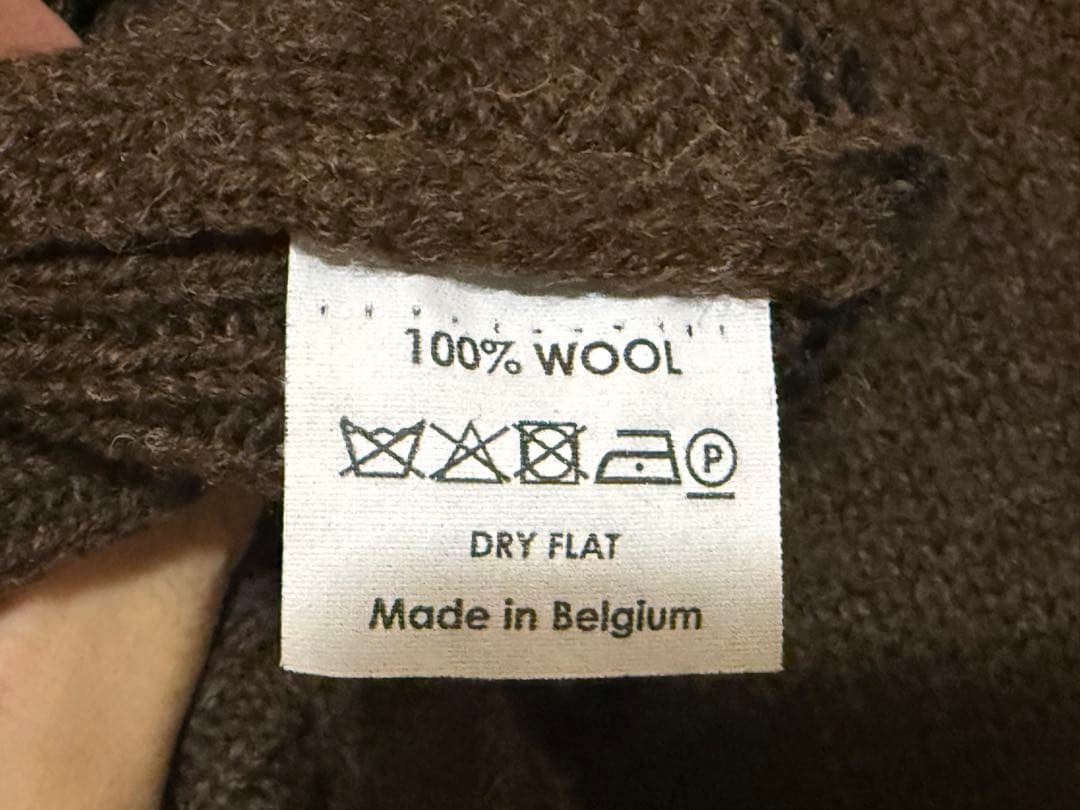 100% WOOL
P
DRY FLAT
Made in Belgium